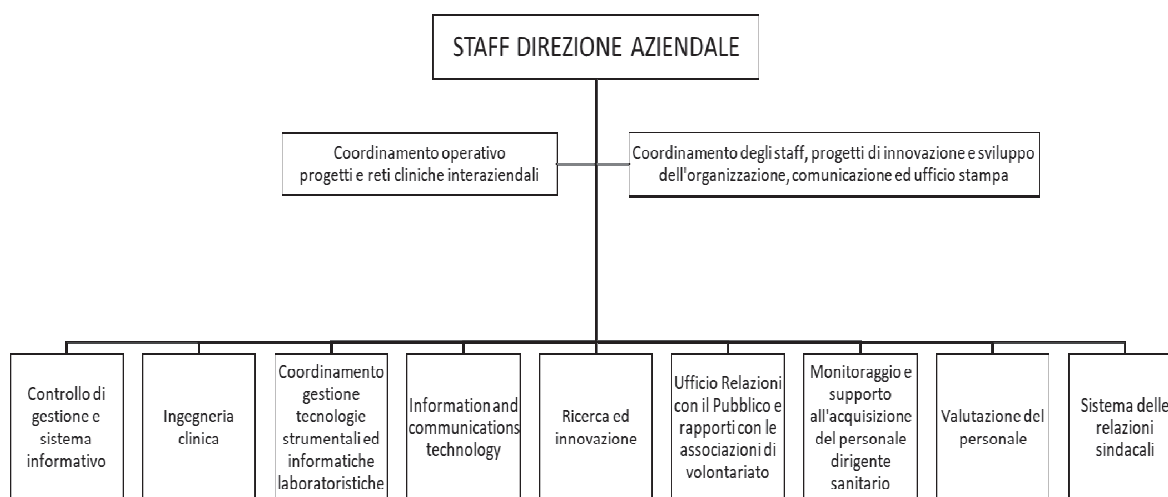 STAFF DIREZIONE AZIENDALE
Coordinamento operativo
progetti e reti cliniche interaziendali
Coordinamento degli staff, progetti di innovazione e sviluppo
dell'organizzazione, comunicazione ed ufficio stampa
Controllo di
gestione e
sistema
informativo
Ingegneria
clinica
Coordinamento
gestione
tecnologie
strumentali ed
informatiche
laboratoristiche
Information and
communications
technology
Ricerca ed
innovazione
Ufficio Relazioni
con il Pubblico e
rapporti con le
associazioni di
volontariato
Monitoraggio e
supporto
all'acquisizione
del personale
dirigente
sanitario
Valutazione del
personale
Sistema delle
relazioni
sindacali